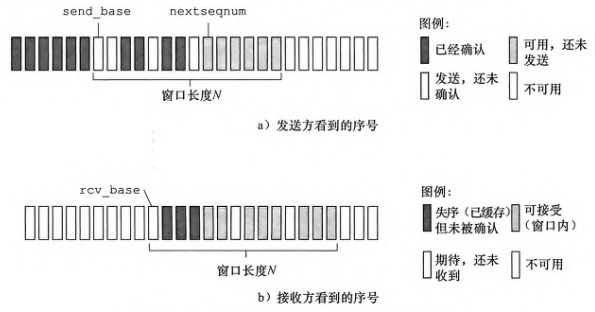 send_base
nextseqnum
窗口长度N
a）发送方看到的序号
图例：
已经确认
可用，还未
发送
发送，还未
确认
不可用
rcv_base
窗口长度N
b）接收方看到的序号
图例：
失序（已缓存）
但未被确认
可接受
（窗口内）
期待，还未
收到
不可用